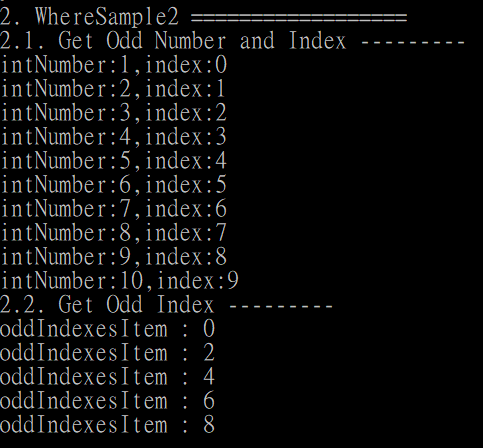 2. WhereSample2 ==================
2.1. Get Odd Number and Index ---------
intNumber:1,index:0
intNumber:2,index:1
intNumber:3,index:2
intNumber:4,index:3
intNumber:5,index:4
intNumber:6,index:5
intNumber:7,index:6
intNumber:8,index:7
intNumber:9,index:8
intNumber:10,index:9
2.2. Get Odd Index ---------
oddIndexesItem : 0
oddIndexesItem : 2
oddIndexesItem : 4
oddIndexesItem : 6
oddIndexesItem : 8